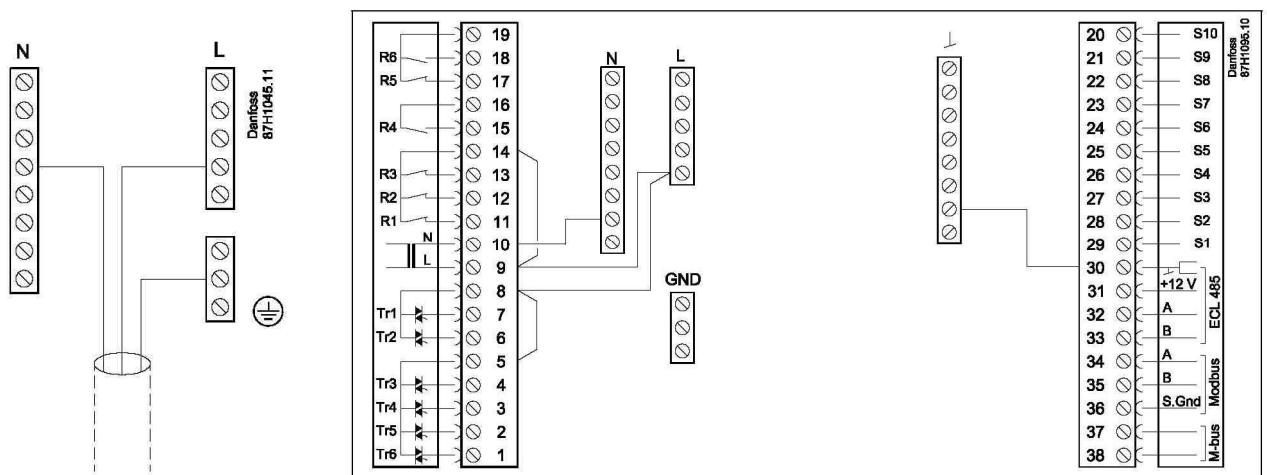 N
L
Danfoss
87H1045.11
R6
R5
R4
R3
R2
R1
N
L
Tr1
Tr2
Tr3
Tr4
Tr5
Tr6
19
18
17
16
15
14
13
12
11
10
9
8
7
6
5
4
3
2
1
N
L
GND
20
21
22
23
24
25
26
27
28
29
30
31
32
33
34
35
36
37
38
S10
S9
S8
S7
S6
S5
S4
S3
S2
S1
+12 V
A
B
A
B
S.Gnd
ECL 485
Modbus
M-bus
Danfoss
87H1095.10